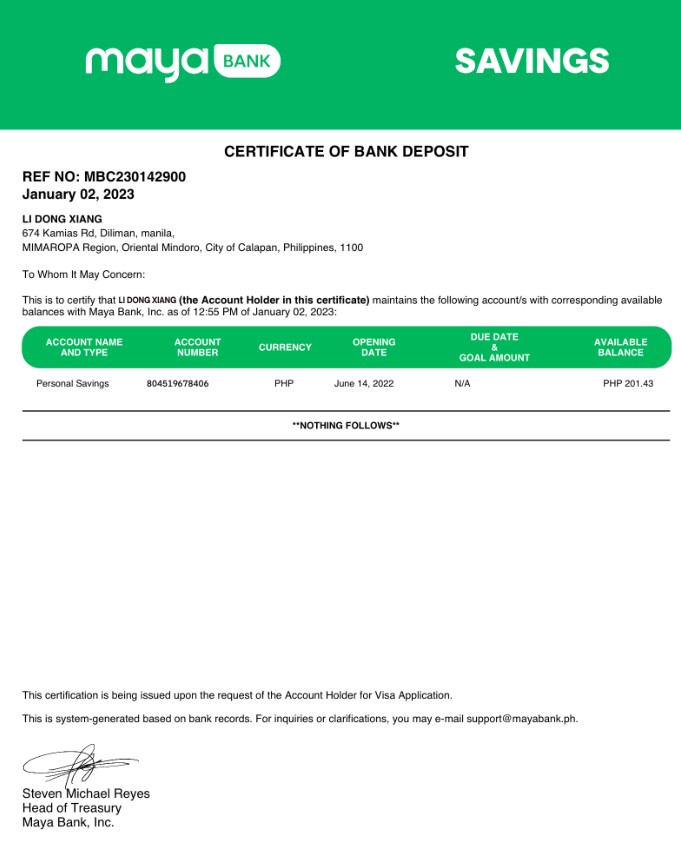 maya BANK
SAVINGS
CERTIFICATE OF BANK DEPOSIT
REF NO: MBC230142900
January 02, 2023
LI DONG XIANG
674 Kamias Rd, Diliman, manila,
MIMAROPA Region, Oriental Mindoro, City of Calapan, Philippines, 1100
To Whom It May Concern:
This is to certify that LI DONG XIANG (the Account Holder in this certificate) maintains the following account/s with corresponding available
balances with Maya Bank, Inc. as of 12:55 PM of January 02, 2023:
ACCOUNT NAME AND TYPE ACCOUNT NUMBER CURRENCY OPENING DATE DUE DATE & GOAL AMOUNT AVAILABLE BALANCE
Personal Savings 804519678406 PHP June 14, 2022 N/A PHP 201.43
**NOTHING FOLLOWS**
This certification is being issued upon the request of the Account Holder for Visa Application.
This is system-generated based on bank records. For inquiries or clarifications, you may e-mail support@mayabank.ph.
Steven Michael Reyes
Head of Treasury
Maya Bank, Inc.